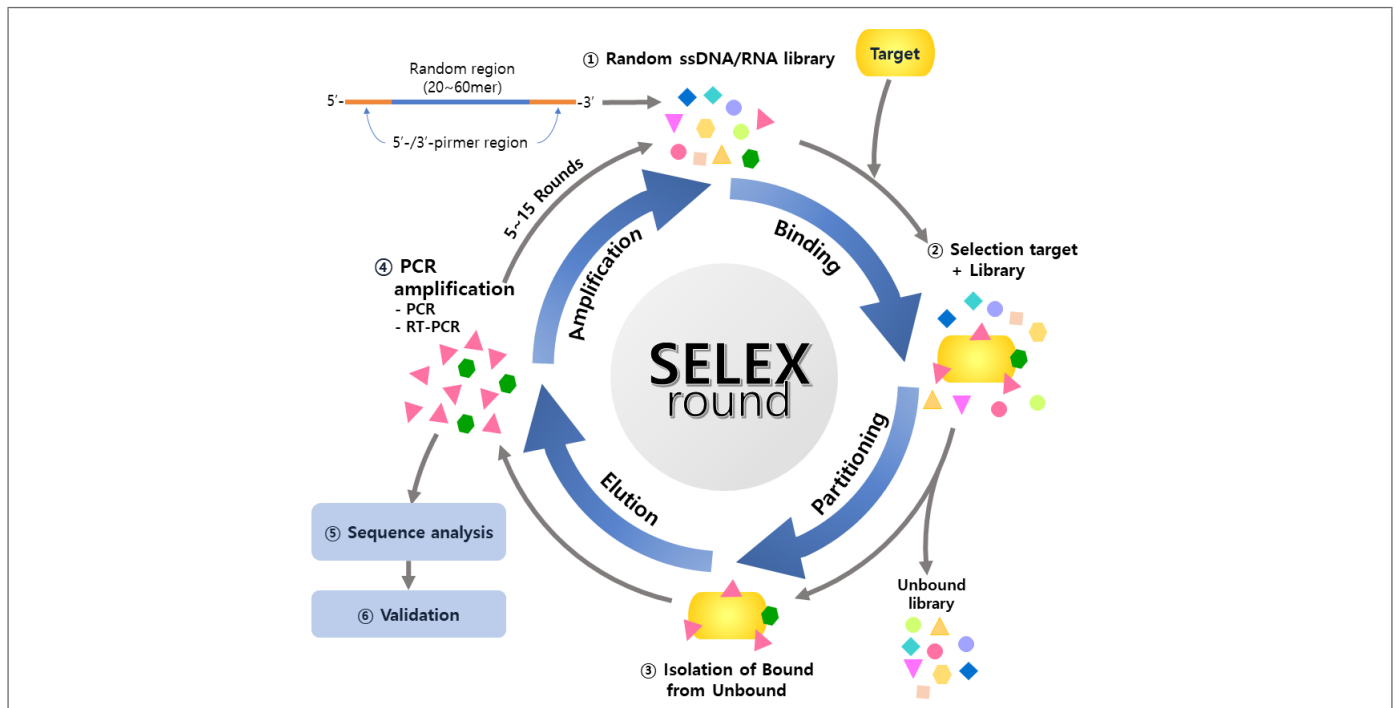 ① Random ssDNA/RNA library
Target
Random region
(20~60mer)
5′-
-3′
5′-/3′-pirmer region
5~15 Rounds
Binding
② Selection target
+ Library
④ PCR
amplification
- PCR
- RT-PCR
Amplification
SELEX
round
Partitioning
Elution
⑤ Sequence analysis
⑥ Validation
Unbound
library
③ Isolation of Bound
from Unbound